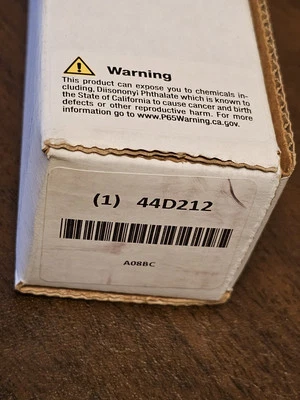 Warning
This product can expose you to chemicals in-
cluding, Diisononyi Phthalate which is known to
the State of California to cause cancer and birth
defects or other reproductive harm. For more
information go to www.P65Warning.ca.gov.
(1) 44D212
A08BC